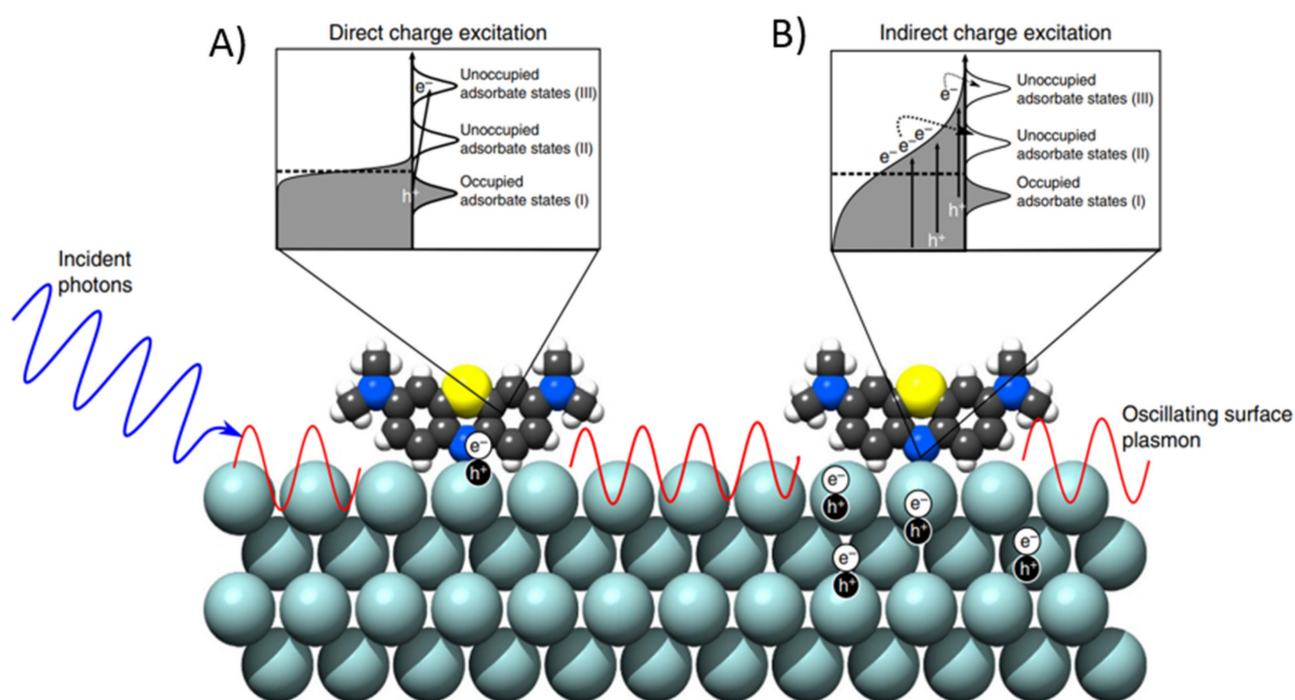 A)
Direct charge excitation
e⁻
Unoccupied
adsorbate states (III)
Unoccupied
adsorbate states (II)
h⁺
Occupied
adsorbate states (I)
B)
Indirect charge excitation
e⁻
e⁻
e⁻
e⁻
Unoccupied
adsorbate states (III)
Unoccupied
adsorbate states (II)
h⁺
h⁺
Occupied
adsorbate states (I)
Incident
photons
Oscillating surface
plasmon
e⁻
h⁺
e⁻
h⁺
e⁻
h⁺
e⁻
h⁺
e⁻
h⁺